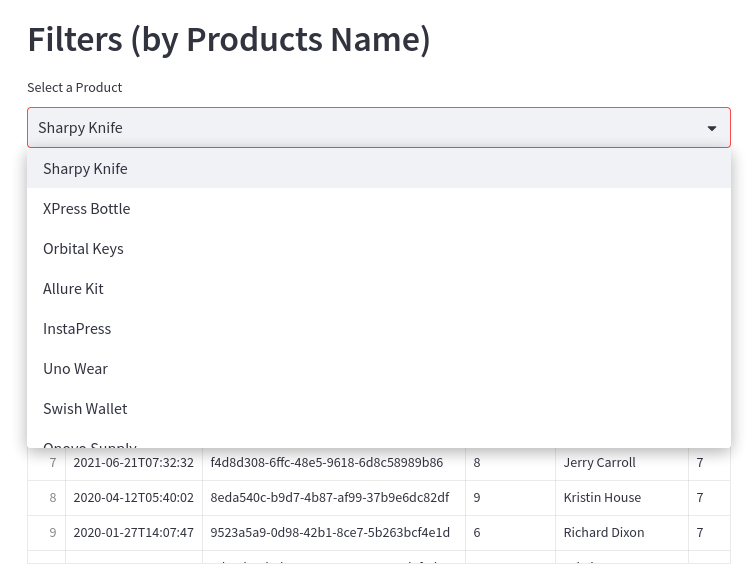 Filters (by Products Name)
Select a Product
Sharpy Knife
Sharpy Knife
XPress Bottle
Orbital Keys
Allure Kit
InstaPress
Uno Wear
Swish Wallet
7 2021-06-21T07:32:32 f4d8d308-6ffc-48e5-9618-6d8c58989b86 8 Jerry Carroll 7
8 2020-04-12T05:40:02 8eda540c-b9d7-4b87-af99-37b9e6dc82df 9 Kristin House 7
9 2020-01-27T14:07:47 9523a5a9-0d98-42b1-8ce7-5b263bcf4e1d 6 Richard Dixon 7